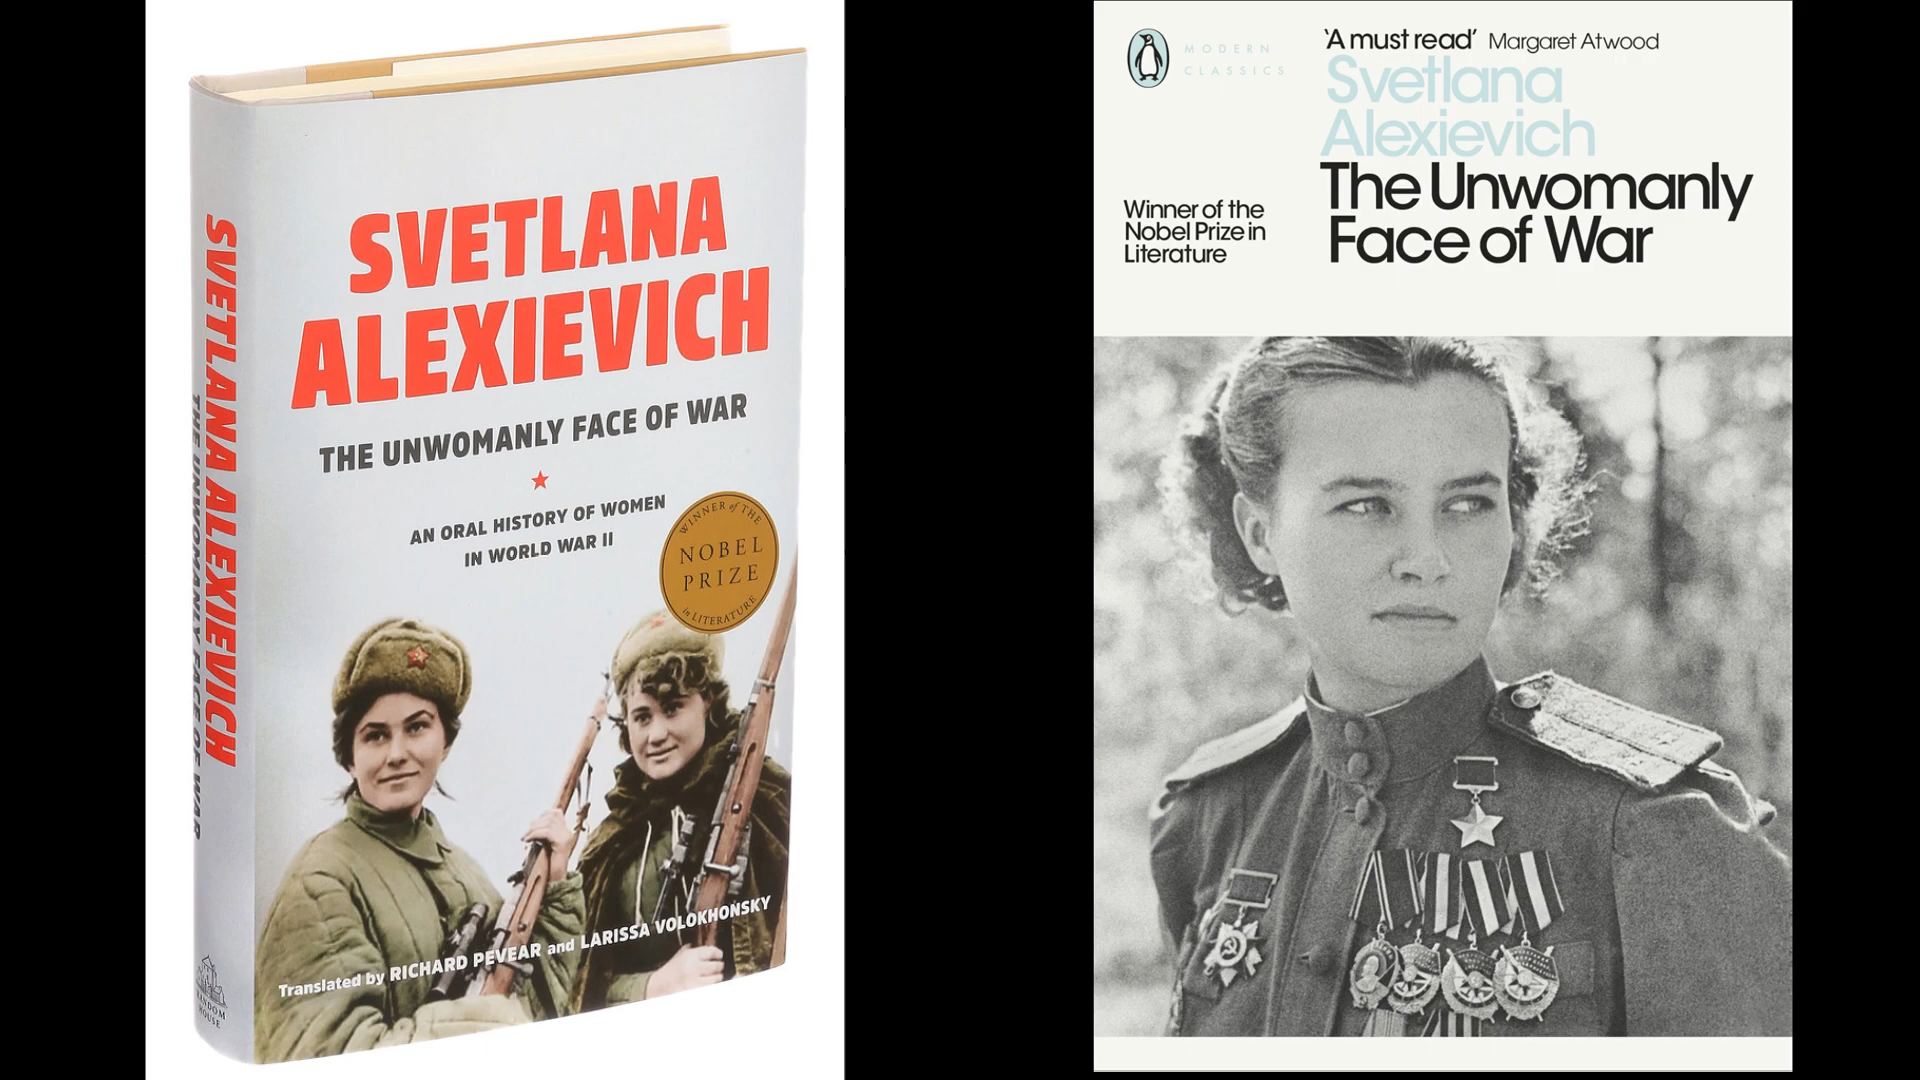 SVETLANA ALEXIEVICH
THE UNWOMANLY FACE OF WAR
RANDOM
HOUSE
SVETLANA
ALEXIEVICH
THE UNWOMANLY FACE OF WAR
AN ORAL HISTORY OF WOMEN
IN WORLD WAR II
WINNER of THE
NOBEL
PRIZE
in LITERATURE
Translated by RICHARD PEVEAR and LARISSA VOLOKHONSKY
MODERN
CLASSICS
'A must read' Margaret Atwood
Svetlana
Alexievich
The Unwomanly
Face of War
Winner of the
Nobel Prize in
Literature